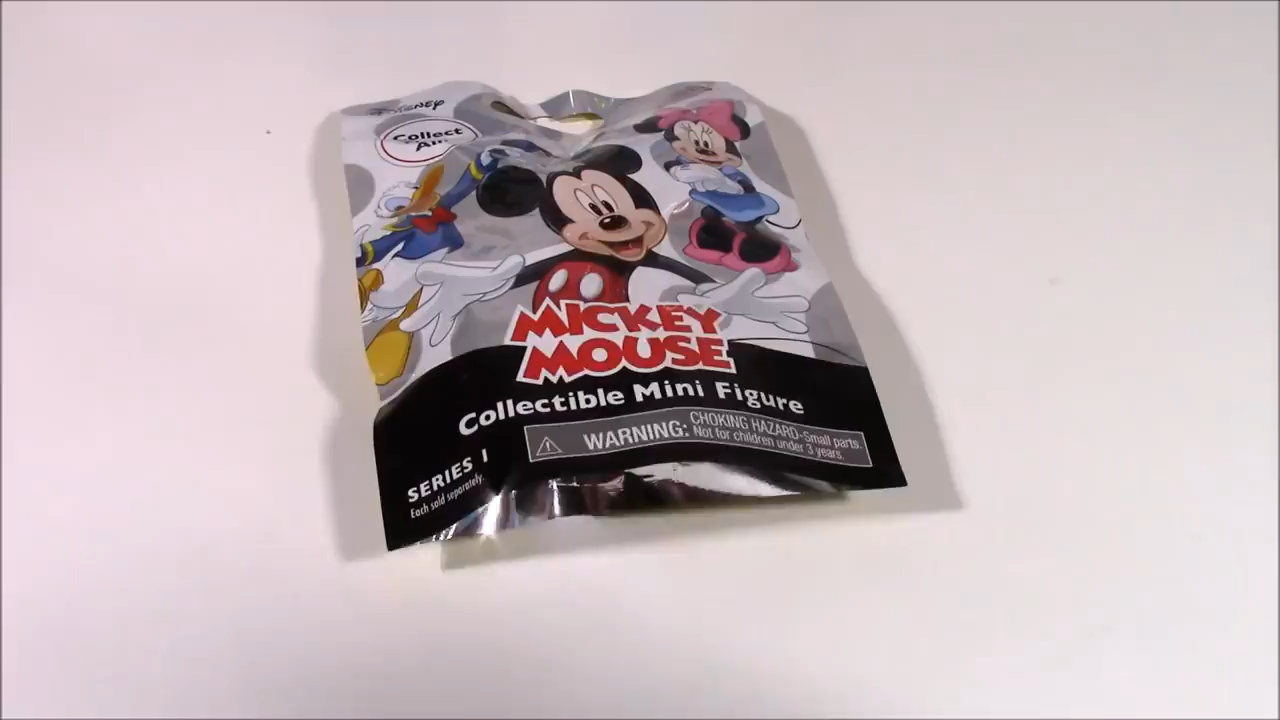 DISNEY
Collect
All
MICKEY
MOUSE
Collectible Mini Figure
WARNING: CHOKING HAZARD-Small parts.
Not for children under 3 years.
SERIES 1
Each sold separately.